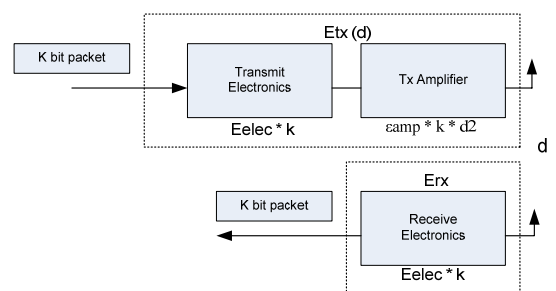 Etx (d)
K bit packet
Transmit
Electronics
Tx Amplifier
Eelec * k
εamp * k * d2
d
Erx
K bit packet
Receive
Electronics
Eelec * k